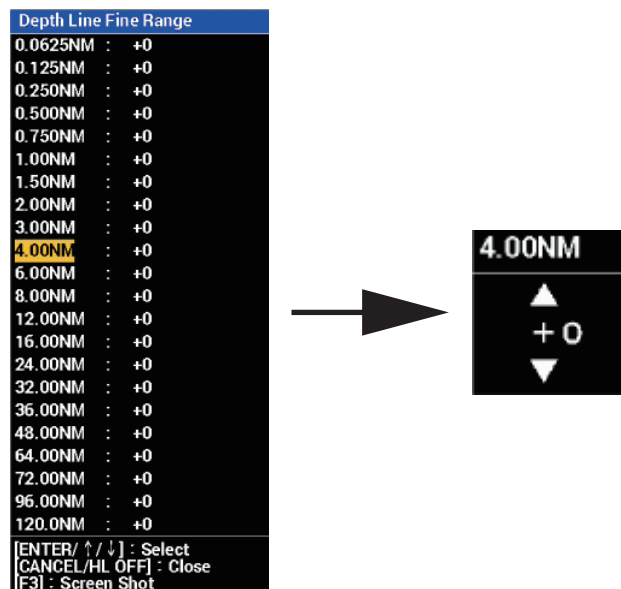 Depth Line Fine Range
0.0625NM : +0
0.125NM : +0
0.250NM : +0
0.500NM : +0
0.750NM : +0
1.00NM : +0
1.50NM : +0
2.00NM : +0
3.00NM : +0
4.00NM : +0
6.00NM : +0
8.00NM : +0
12.00NM : +0
16.00NM : +0
24.00NM : +0
32.00NM : +0
36.00NM : +0
48.00NM : +0
64.00NM : +0
72.00NM : +0
96.00NM : +0
120.0NM : +0
[ENTER/ ↑/↓] : Select
[CANCEL/HL OFF] : Close
[F3] : Screen Shot
4.00NM
▲
+0
▼